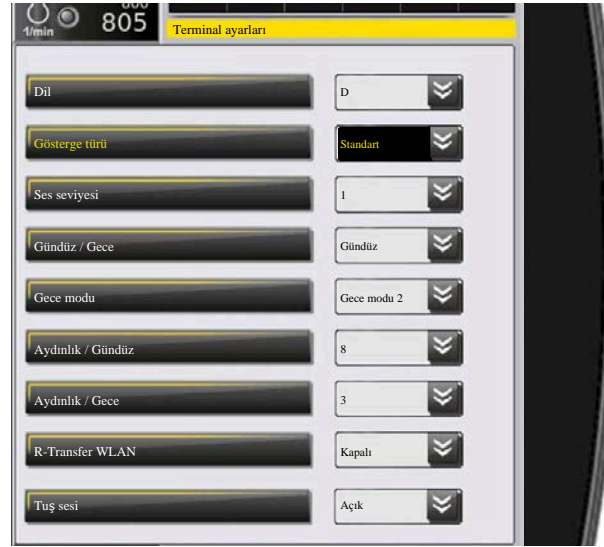 1/min 805
Terminal ayarları
Dil D
Gösterge türü Standart
Ses seviyesi 1
Gündüz / Gece Gündüz
Gece modu Gece modu 2
Aydınlık / Gündüz 8
Aydınlık / Gece 3
R-Transfer WLAN Kapalı
Tuş sesi Açık